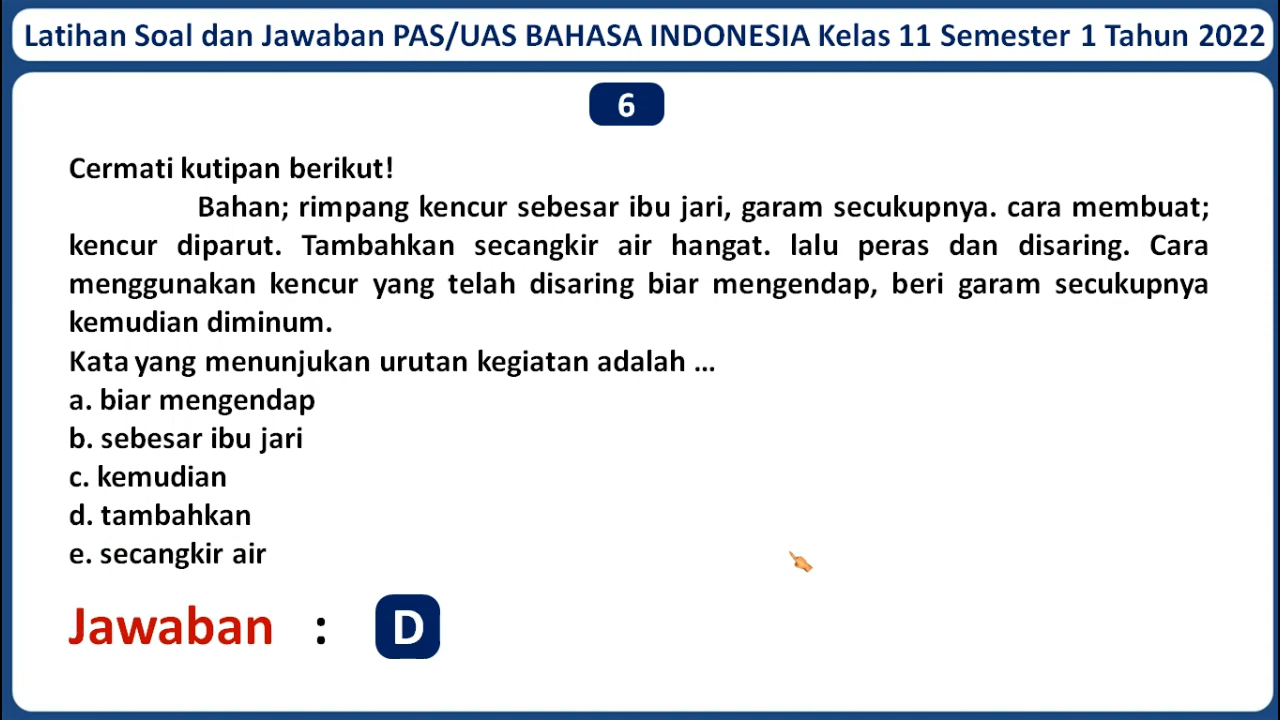 Latihan Soal dan Jawaban PAS/UAS BAHASA INDONESIA Kelas 11 Semester 1 Tahun 2022
6
Cermati kutipan berikut!
Bahan; rimpang kencur sebesar ibu jari, garam secukupnya. cara membuat;
kencur diparut. Tambahkan secangkir air hangat. lalu peras dan disaring. Cara
menggunakan kencur yang telah disaring biar mengendap, beri garam secukupnya
kemudian diminum.
Kata yang menunjukan urutan kegiatan adalah ...
a. biar mengendap
b. sebesar ibu jari
c. kemudian
d. tambahkan
e. secangkir air
Jawaban : D